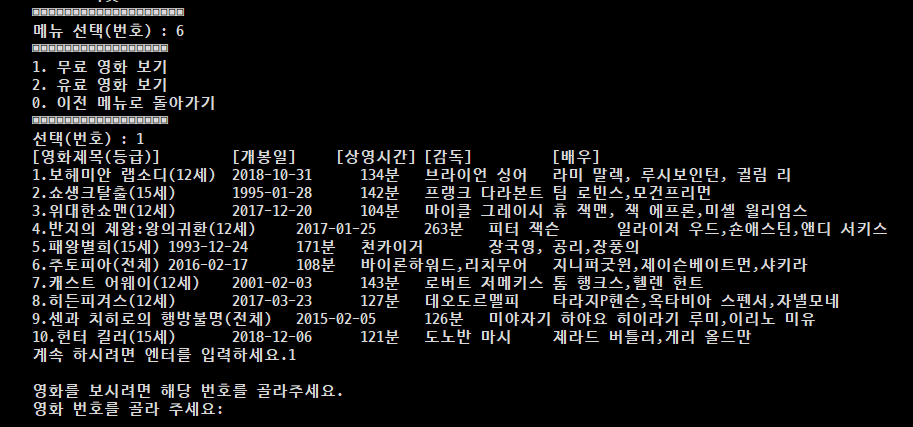 메뉴 선택(번호) : 6
▣▣▣▣▣▣▣▣▣▣▣▣▣▣▣▣▣
1. 무료 영화 보기
2. 유료 영화 보기
0. 이전 메뉴로 돌아가기
▣▣▣▣▣▣▣▣▣▣▣▣▣▣▣▣▣
선택(번호) : 1
[영화제목(등급)] [개봉일] [상영시간] [감독] [배우]
1.보헤미안 랩소디(12세) 2018-10-31 134분 브라이언 싱어 라미 말렉, 루시보인턴, 귈림 리
2.쇼생크탈출(15세) 1995-01-28 142분 프랭크 다라본트 팀 로빈스,모건프리먼
3.위대한쇼맨(12세) 2017-12-20 104분 마이클 그레이시 휴 잭맨, 잭 에프론,미셸 윌리엄스
4.반지의 제왕:왕의귀환(12세) 2017-01-25 263분 피터 잭슨 일라이저 우드,숀애스틴,앤디 서키스
5.패왕별희(15세) 1993-12-24 171분 천카이거 장국영, 공리,장풍의
6.주토피아(전체) 2016-02-17 108분 바이론하워드,리치무어 지니퍼굿윈,제이슨베이트먼,샤키라
7.캐스트 어웨이(12세) 2001-02-03 143분 로버트 저메키스 톰 행크스,헬렌 헌트
8.히든피겨스(12세) 2017-03-23 127분 데오도르멜피 타라지P헨슨,옥타비아 스펜서,자넬모네
9.센과 치히로의 행방불명(전체) 2015-02-05 126분 미야자기 하야요 히이라기 루미,이리노 미유
10.헌터 킬러(15세) 2018-12-06 121분 도노반 마시 제라드 버틀러,게리 올드만
계속 하시려면 엔터를 입력하세요.1
영화를 보시려면 해당 번호를 골라주세요.
영화 번호를 골라 주세요: